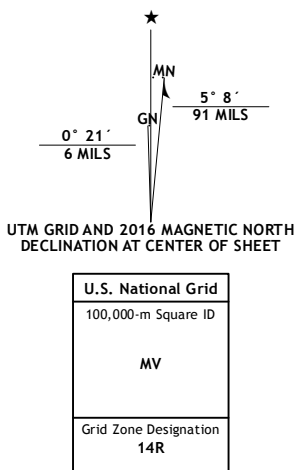 MN
GN
5° 8´
91 MILS
0° 21´
6 MILS
UTM GRID AND 2016 MAGNETIC NORTH
DECLINATION AT CENTER OF SHEET
U.S. National Grid
100,000-m Square ID
MV
Grid Zone Designation
14R